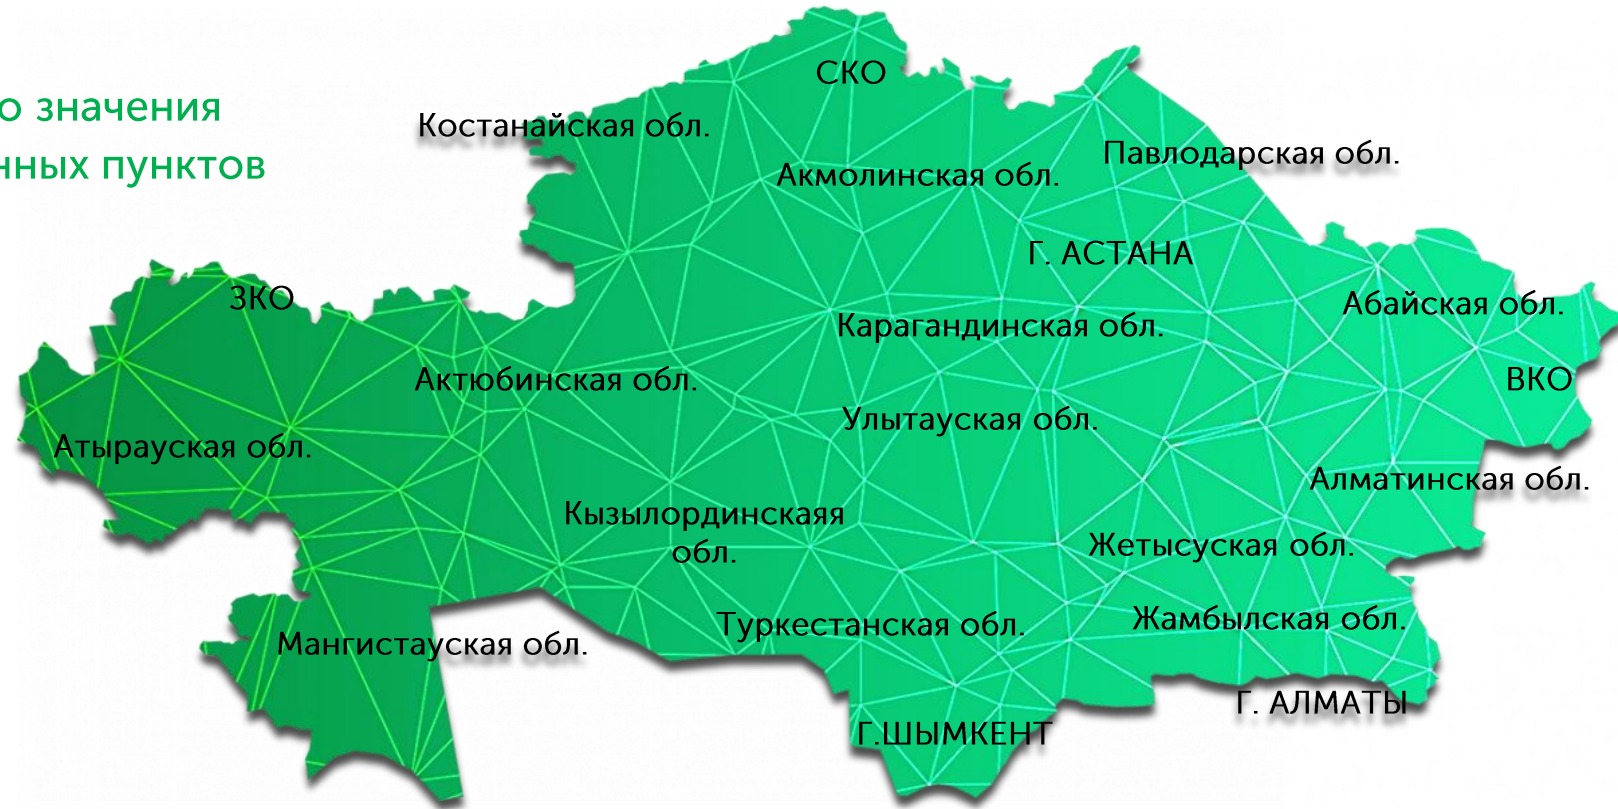 о значения
нных пунктов
СКО
Костанайская обл.
Павлодарская обл.
Акмолинская обл.
Г. АСТАНА
ЗКО
Абайская обл.
Карагандинская обл.
Актюбинская обл.
ВКО
Улытауская обл.
Атырауская обл.
Алматинская обл.
Кызылординскаяя
обл.
Жетысуская обл.
Туркестанская обл.
Жамбылская обл.
Мангистауская обл.
Г. АЛМАТЫ
Г.ШЫМКЕНТ